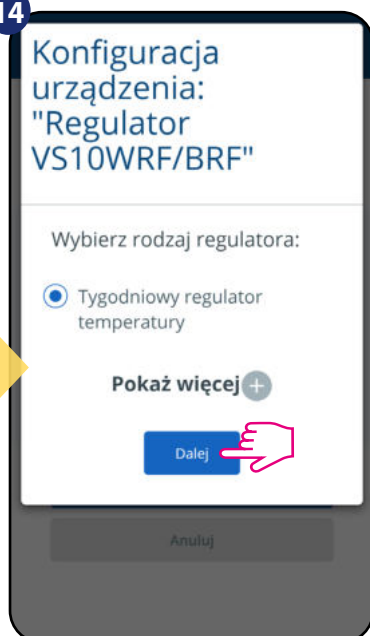 14
Konfiguracja
urządzenia:
"Regulator
VS10WRF/BRF"
Wybierz rodzaj regulatora:
Tygodniowy regulator
temperatury
Pokaż więcej
Dalej
Anuluj